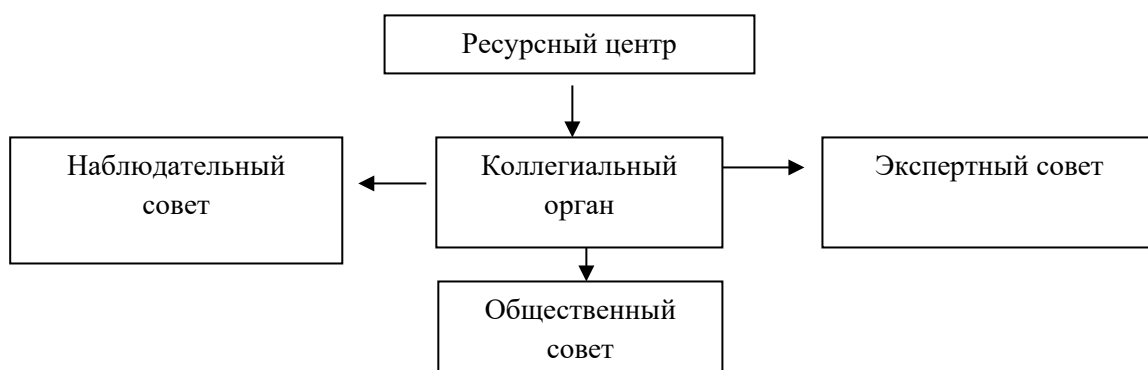 Ресурсный центр
Наблюдательный
совет
Коллегиальный
орган
Экспертный совет
Общественный
совет